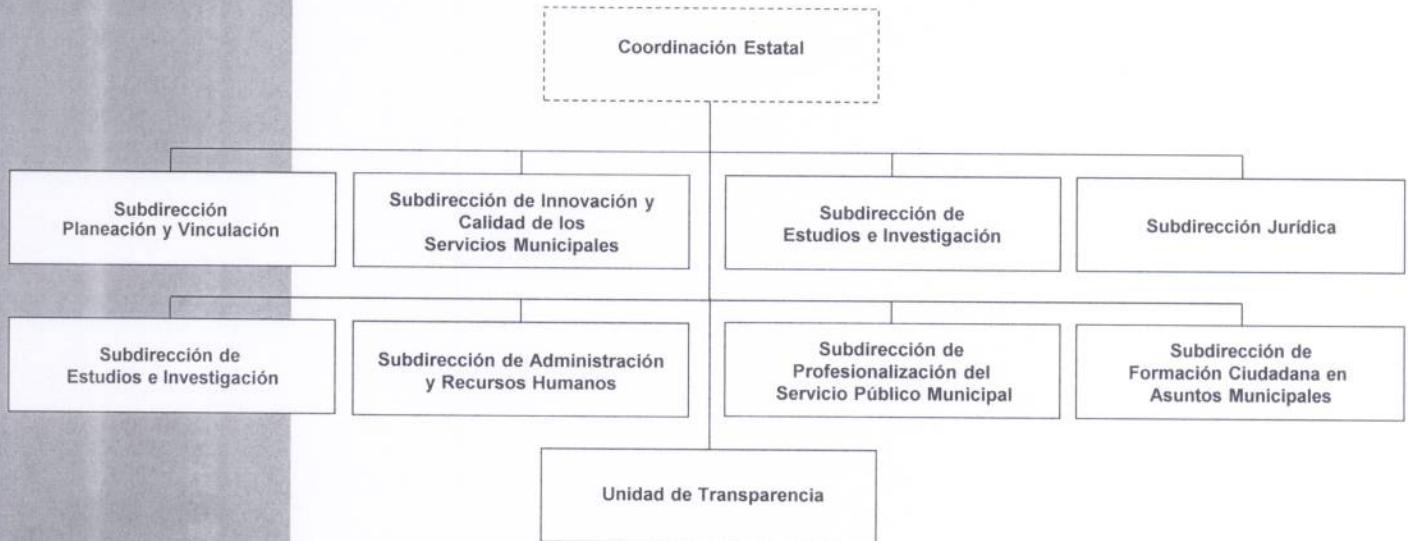 Coordinación Estatal
Subdirección
Planeación y Vinculación
Subdirección de Innovación y
Calidad de los
Servicios Municipales
Subdirección de
Estudios e Investigación
Subdirección Jurídica
Subdirección de
Estudios e Investigación
Subdirección de Administración
y Recursos Humanos
Subdirección de
Profesionalización del
Servicio Público Municipal
Subdirección de
Formación Ciudadana en
Asuntos Municipales
Unidad de Transparencia